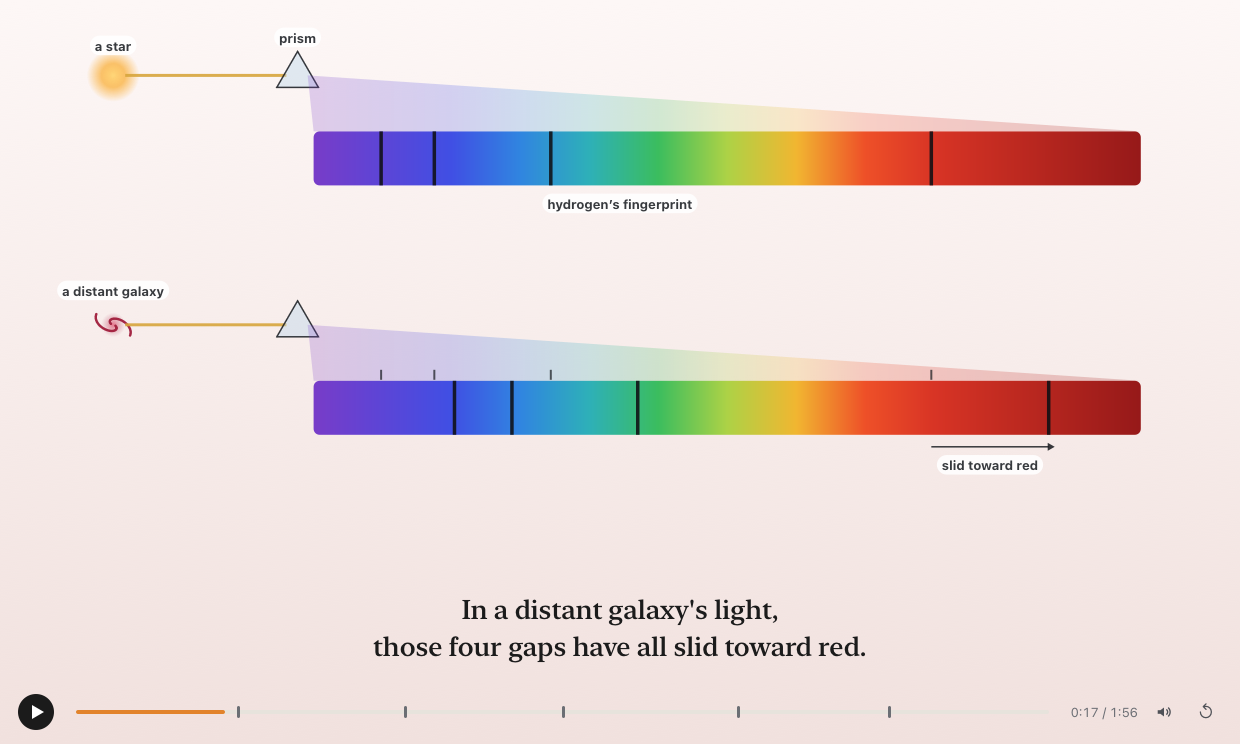 a star
prism
hydrogen’s fingerprint
a distant galaxy
slid toward red
In a distant galaxy's light,
those four gaps have all slid toward red.
0:17 / 1:56